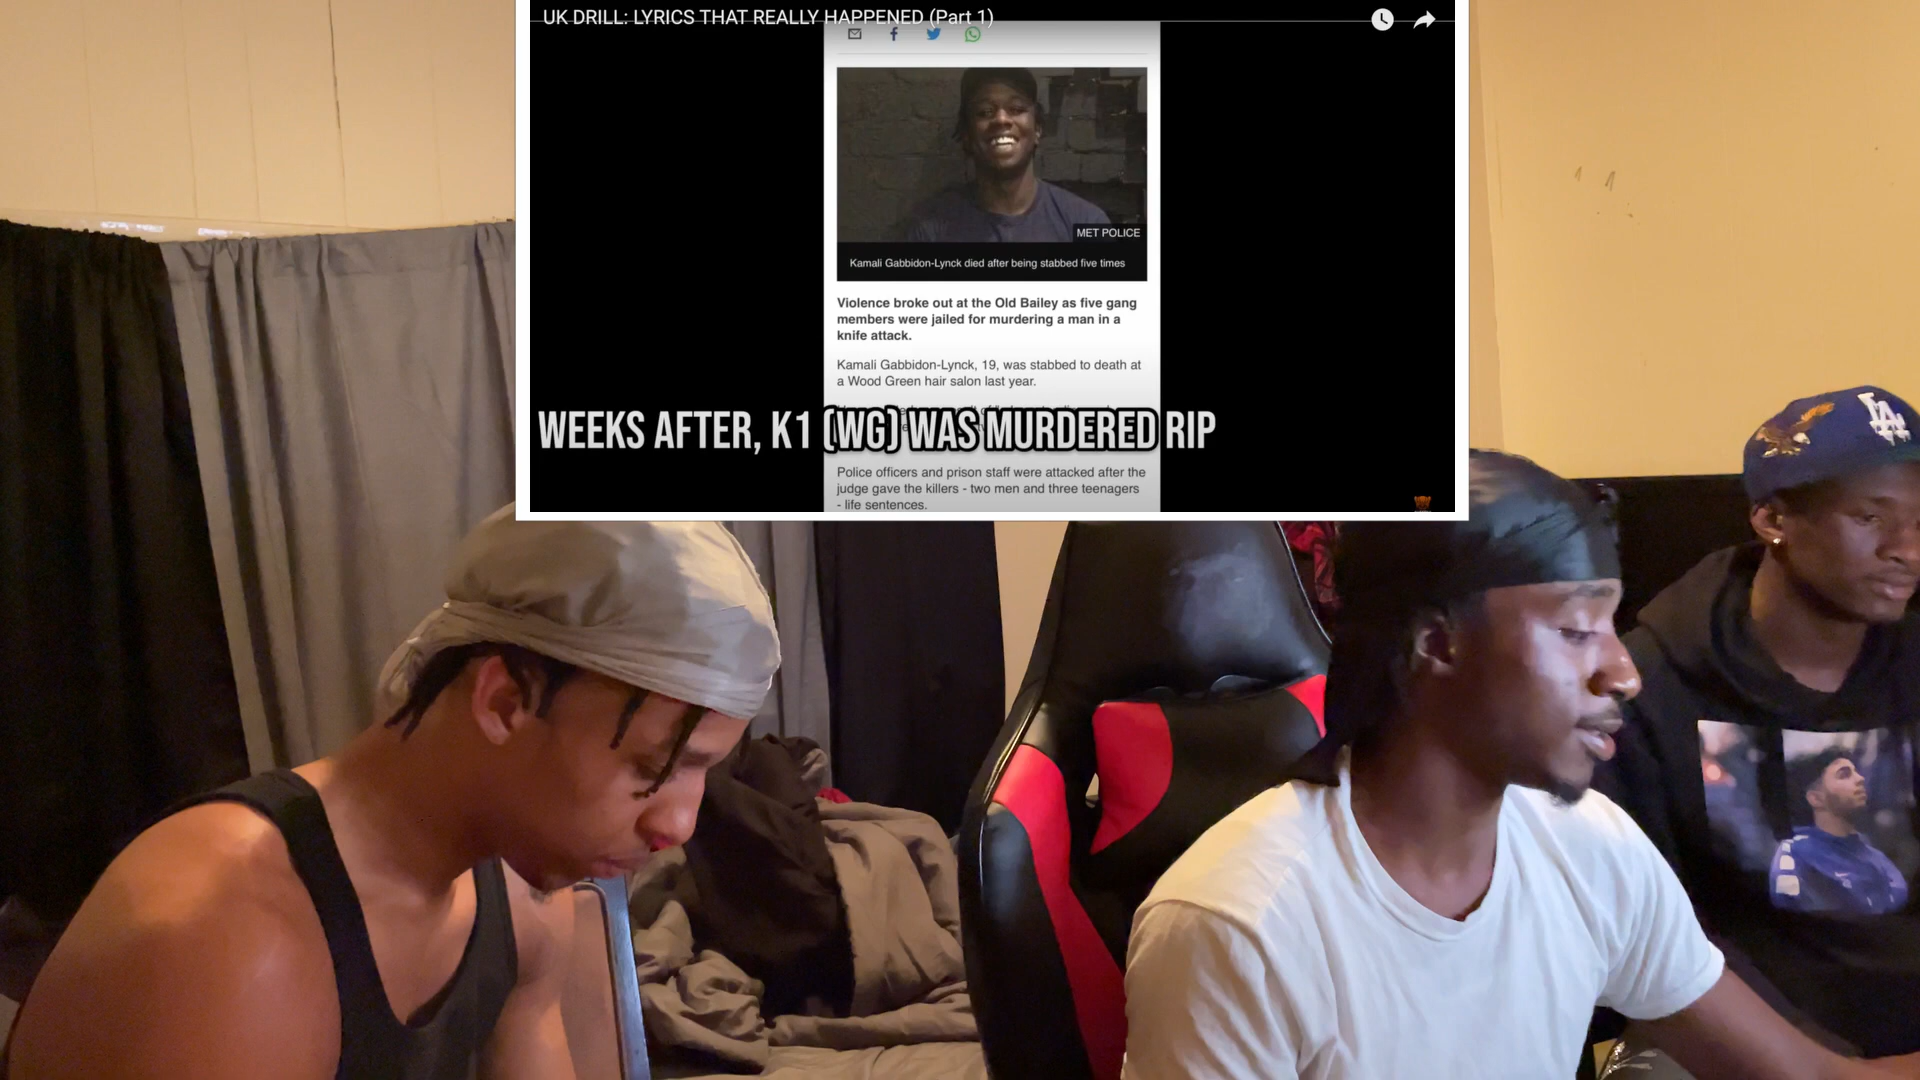 UK DRILL: LYRICS THAT REALLY HAPPENED (Part 1)
MET POLICE
Kamali Gabbidon-Lynck died after being stabbed five times
Violence broke out at the Old Bailey as five gang
members were jailed for murdering a man in a
knife attack.
Kamali Gabbidon-Lynck, 19, was stabbed to death at
a Wood Green hair salon last year.
WEEKS AFTER, K1 (WG) WAS MURDERED RIP
Police officers and prison staff were attacked after the
judge gave the killers - two men and three teenagers
- life sentences.
LA